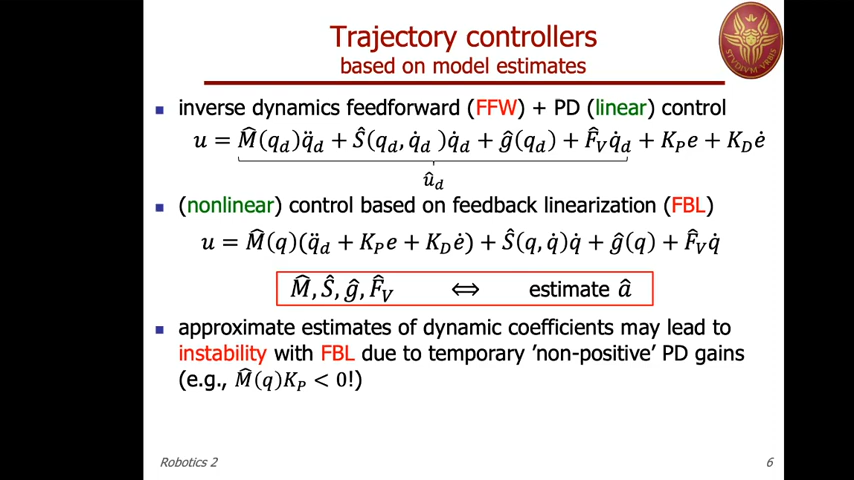 Trajectory controllers
based on model estimates
STVDIVM VRBIS
▪ inverse dynamics feedforward (FFW) + PD (linear) control
u = M̂(q_d)q̈_d + Ŝ(q_d, q̇_d )q̇_d + ĝ(q_d) + F̂_V q̇_d + K_P e + K_D ė
û_d
▪ (nonlinear) control based on feedback linearization (FBL)
u = M̂(q)(q̈_d + K_P e + K_D ė) + Ŝ(q, q̇)q̇ + ĝ(q) + F̂_V q̇
M̂, Ŝ, ĝ, F̂_V ⟺ estimate â
▪ approximate estimates of dynamic coefficients may lead to
instability with FBL due to temporary ’non-positive’ PD gains
(e.g., M̂(q)K_P < 0!)
Robotics 2 6